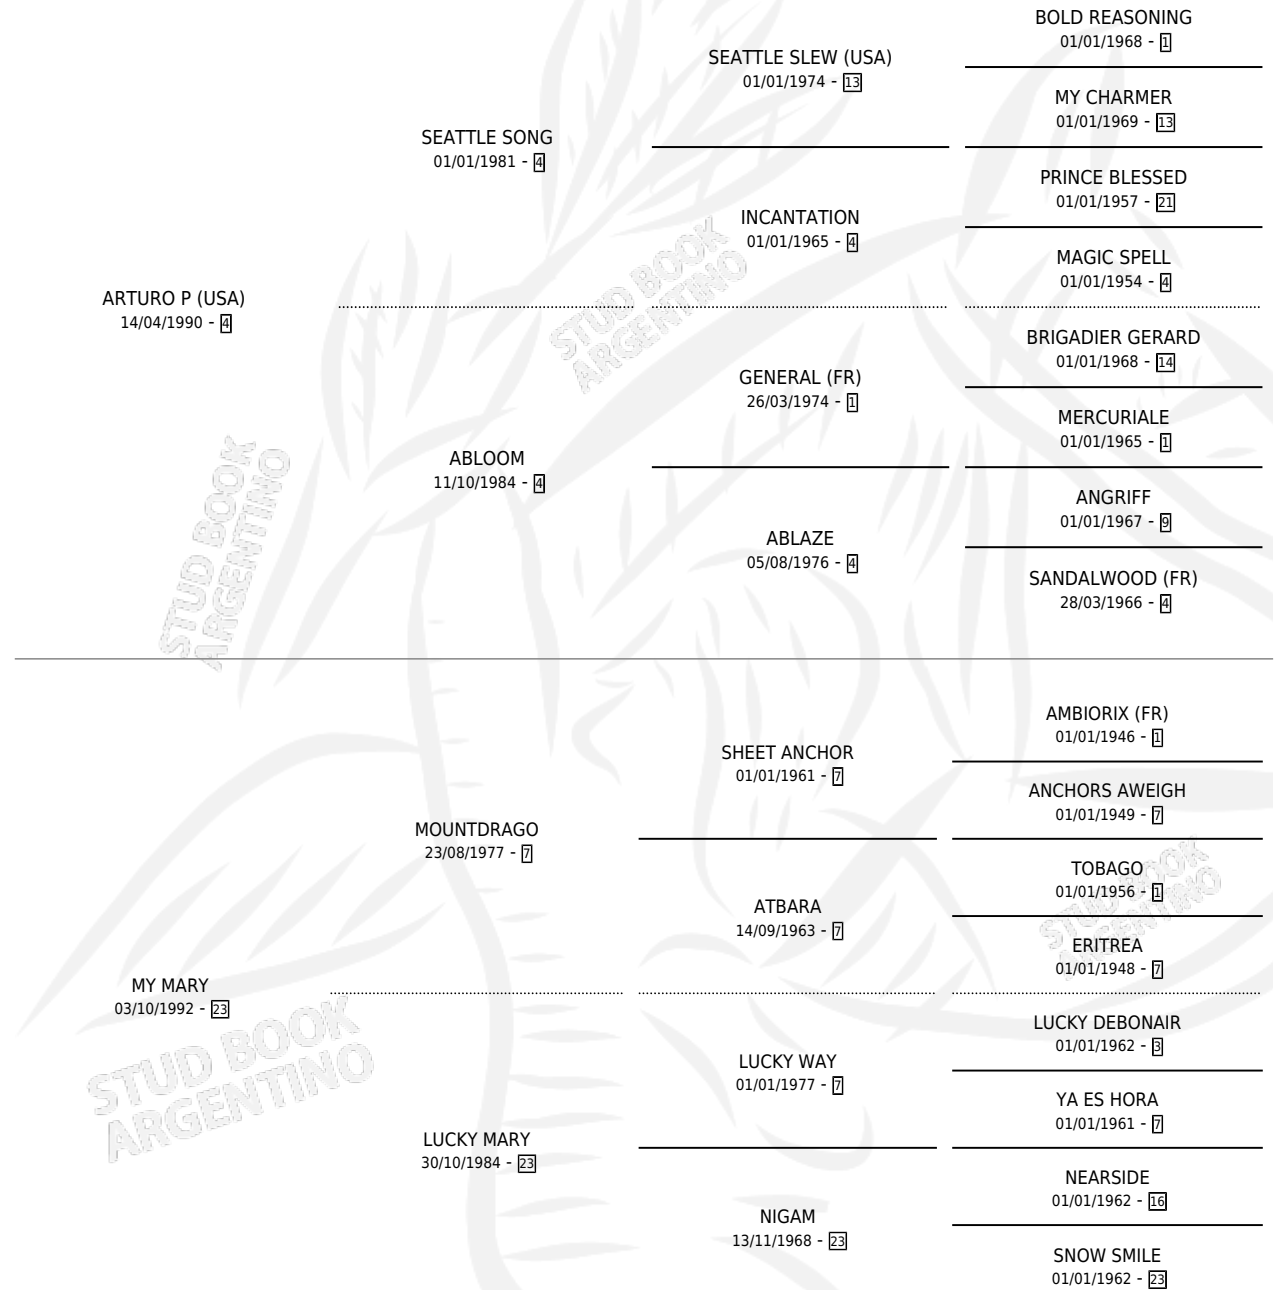 BOLD REASONING
01/01/1968 - 1
SEATTLE SLEW (USA)
01/01/1974 - 13
MY CHARMER
01/01/1969 - 13
SEATTLE SONG
01/01/1981 - 4
PRINCE BLESSED
01/01/1957 - 21
INCANTATION
01/01/1965 - 4
MAGIC SPELL
01/01/1954 - 4
ARTURO P (USA)
14/04/1990 - 4
BRIGADIER GERARD
01/01/1968 - 14
GENERAL (FR)
26/03/1974 - 1
MERCURIALE
01/01/1965 - 1
ABLOOM
11/10/1984 - 4
ANGRIFF
01/01/1967 - 9
ABLAZE
05/08/1976 - 4
SANDALWOOD (FR)
28/03/1966 - 4
AMBIORIX (FR)
01/01/1946 - 1
SHEET ANCHOR
01/01/1961 - 7
ANCHORS AWEIGH
01/01/1949 - 7
MOUNTDRAGO
23/08/1977 - 7
TOBAGO
01/01/1956 - 1
ATBARA
14/09/1963 - 7
ERITREA
01/01/1948 - 7
MY MARY
03/10/1992 - 23
LUCKY DEBONAIR
01/01/1962 - 3
LUCKY WAY
01/01/1977 - 7
YA ES HORA
01/01/1961 - 7
LUCKY MARY
30/10/1984 - 23
NEARSIDE
01/01/1962 - 16
NIGAM
13/11/1968 - 23
SNOW SMILE
01/01/1962 - 23
STUD BOOK
ARGENTINO
STUD BOOK
ARGENTINO
STUD BOOK
ARGENTINO
STUD BOOK
ARGENTINO